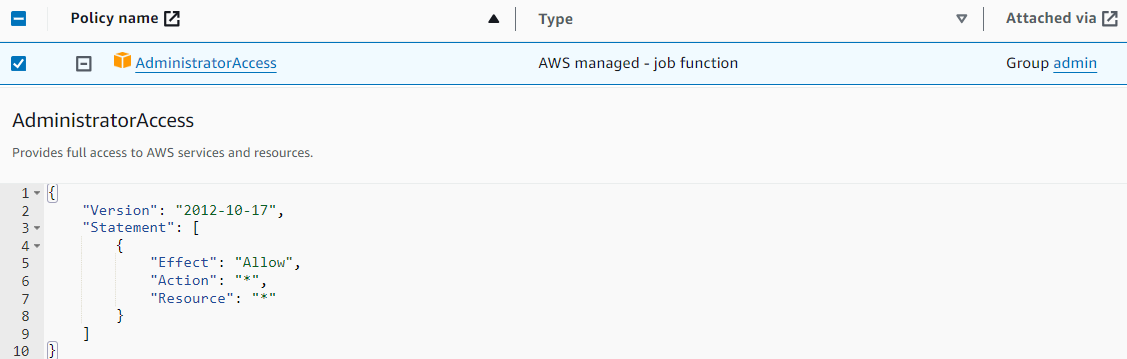 Policy name Type Attached via
AdministratorAccess AWS managed - job function Group admin
AdministratorAccess
Provides full access to AWS services and resources.
1 {
2     "Version": "2012-10-17",
3     "Statement": [
4         {
5             "Effect": "Allow",
6             "Action": "*",
7             "Resource": "*"
8         }
9     ]
10 }